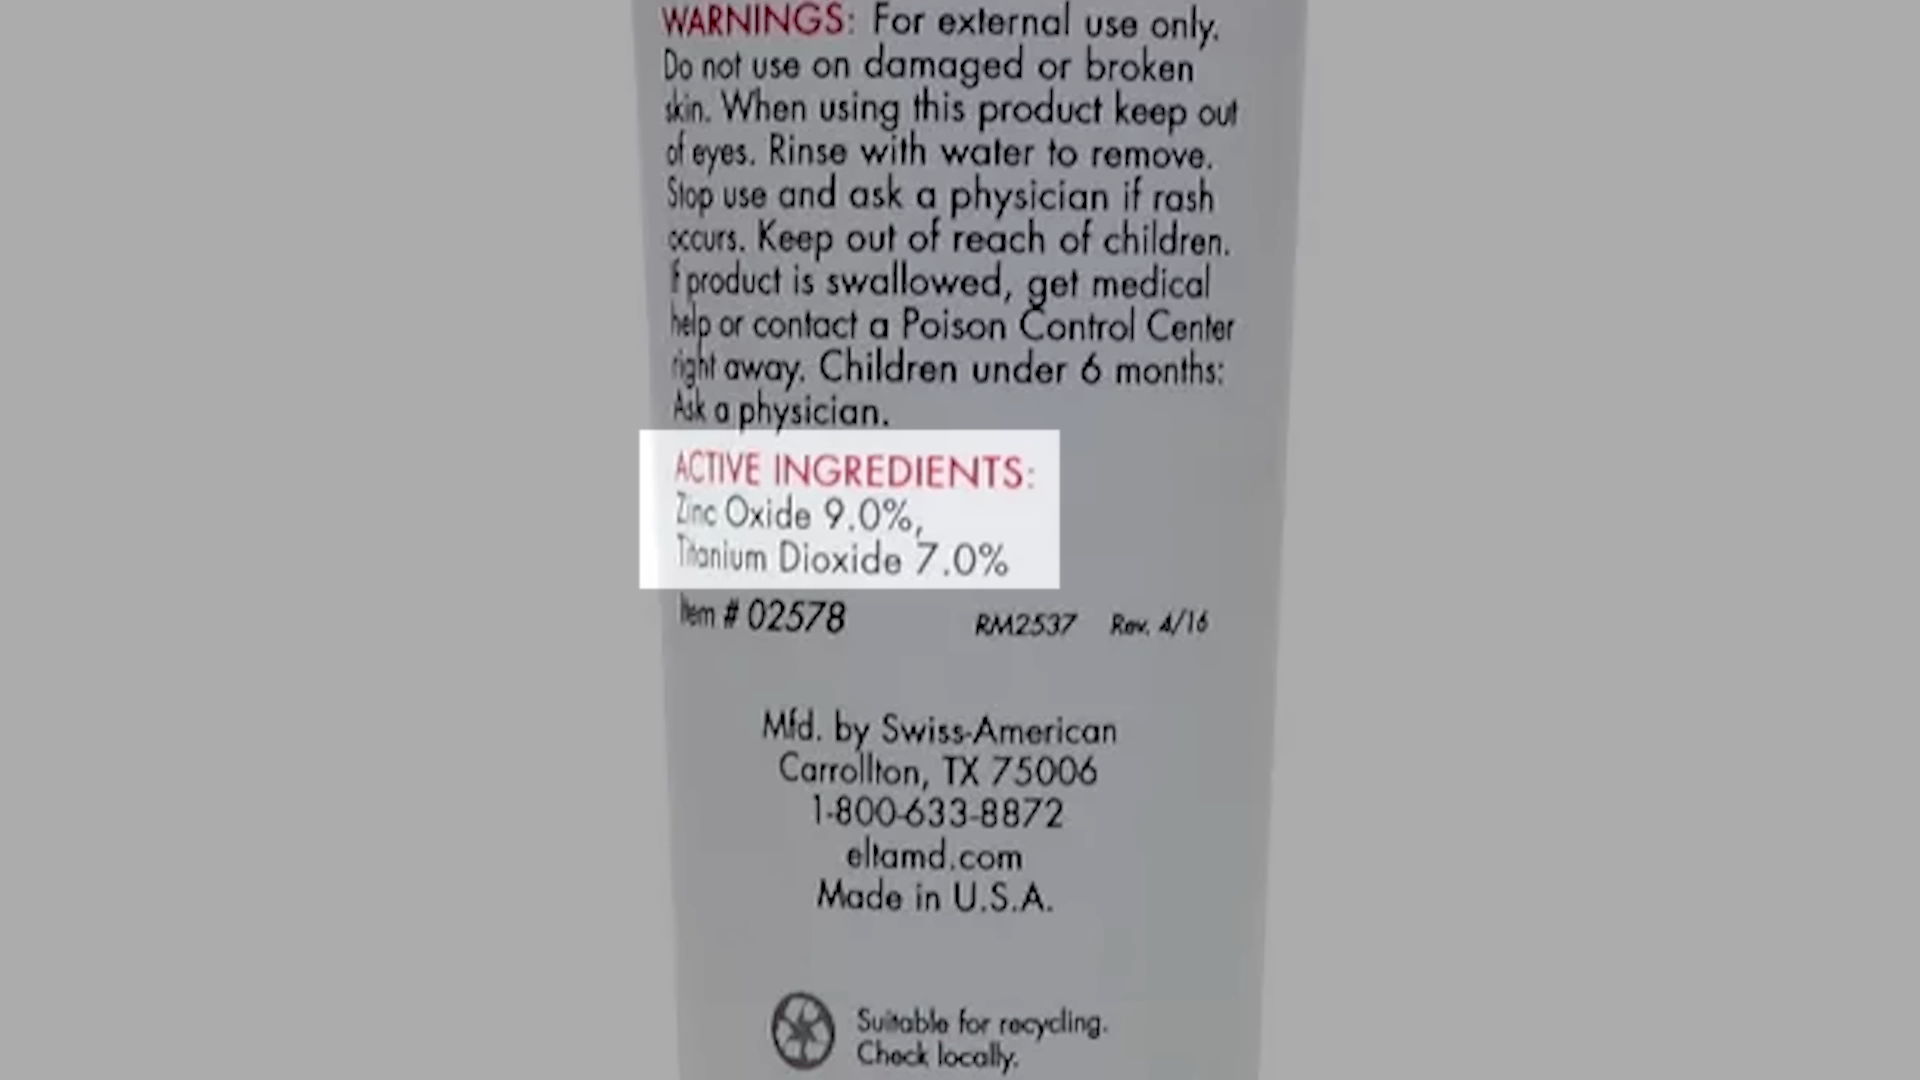 WARNINGS: For external use only.
Do not use on damaged or broken
skin. When using this product keep out
of eyes. Rinse with water to remove.
Stop use and ask a physician if rash
occurs. Keep out of reach of children.
If product is swallowed, get medical
help or contact a Poison Control Center
right away. Children under 6 months:
Ask a physician.
ACTIVE INGREDIENTS:
Zinc Oxide 9.0%,
Titanium Dioxide 7.0%
Item # 02578 RM2537 Rev. 4/16
Mfd. by Swiss-American
Carrollton, TX 75006
1-800-633-8872
eltamd.com
Made in U.S.A.
Suitable for recycling.
Check locally.